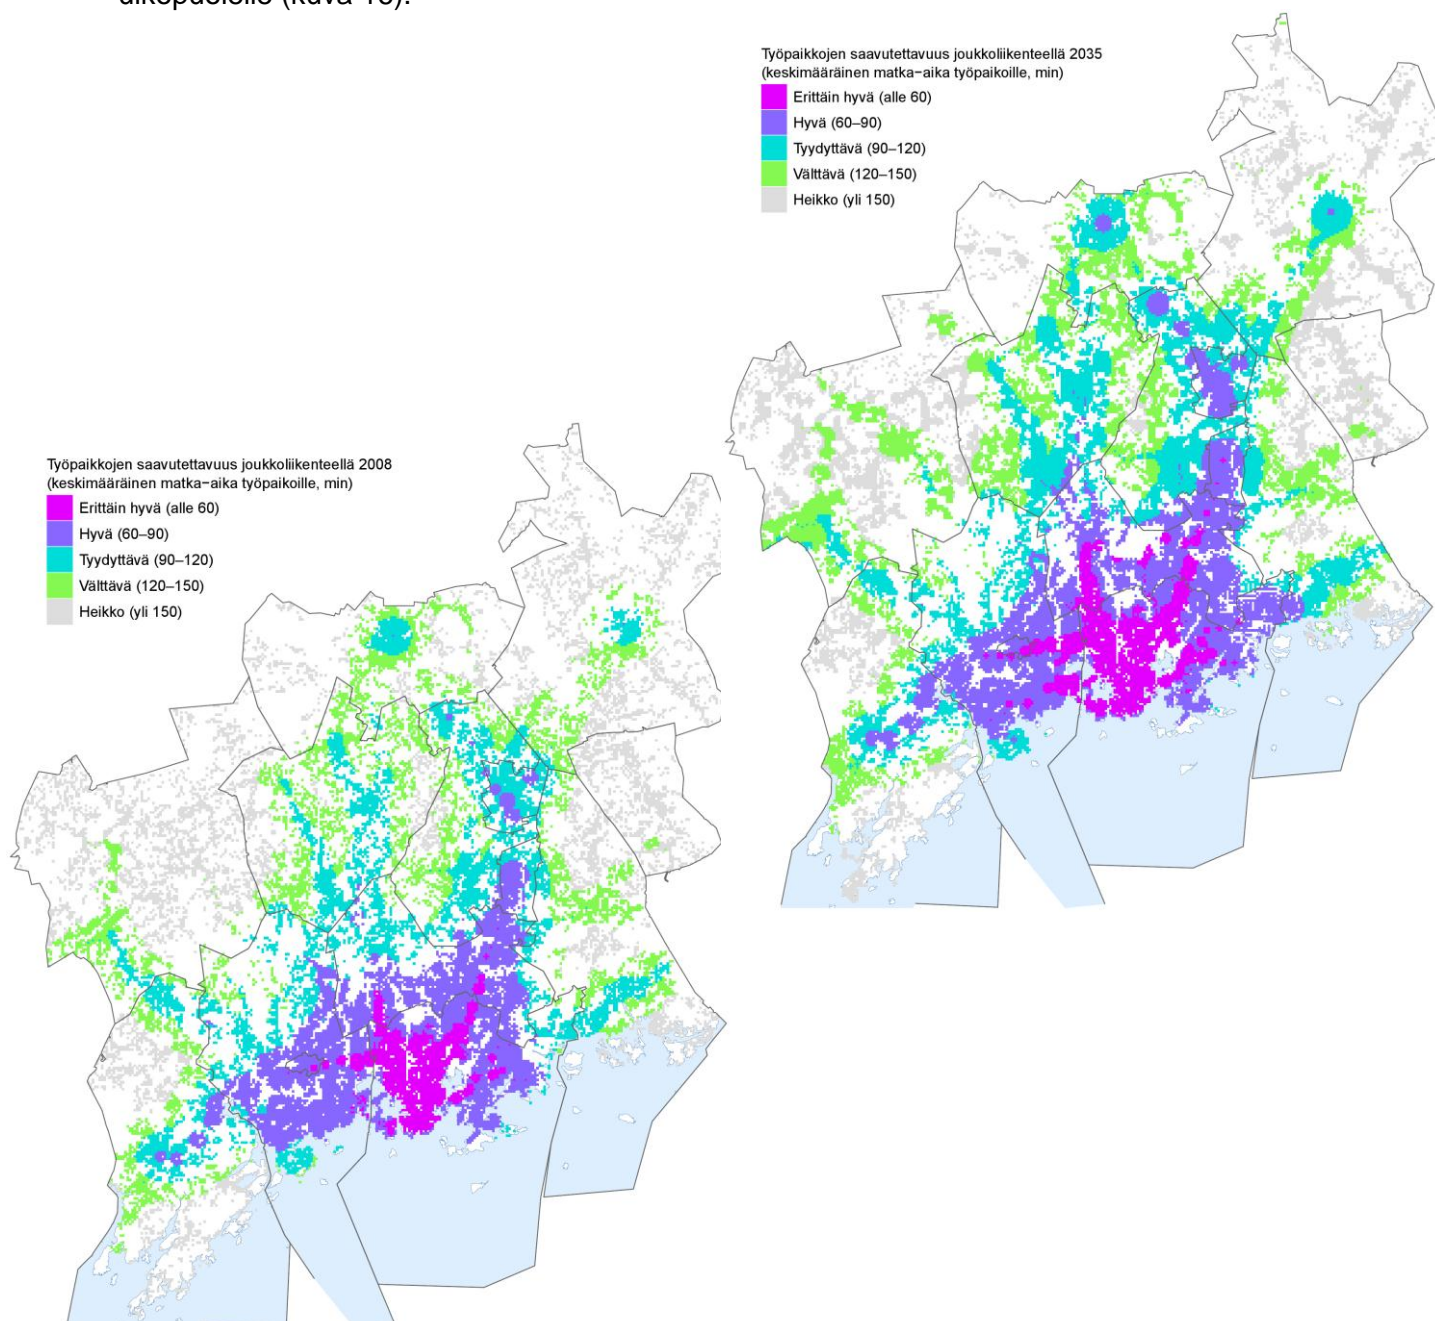 ulkopuolelle (kuva 10).
Työpaikkojen saavutettavuus joukkoliikenteellä 2035
(keskimääräinen matka−aika työpaikoille, min)
Erittäin hyvä (alle 60)
Hyvä (60–90)
Tyydyttävä (90–120)
Välttävä (120–150)
Heikko (yli 150)
Työpaikkojen saavutettavuus joukkoliikenteellä 2008
(keskimääräinen matka−aika työpaikoille, min)
Erittäin hyvä (alle 60)
Hyvä (60–90)
Tyydyttävä (90–120)
Välttävä (120–150)
Heikko (yli 150)